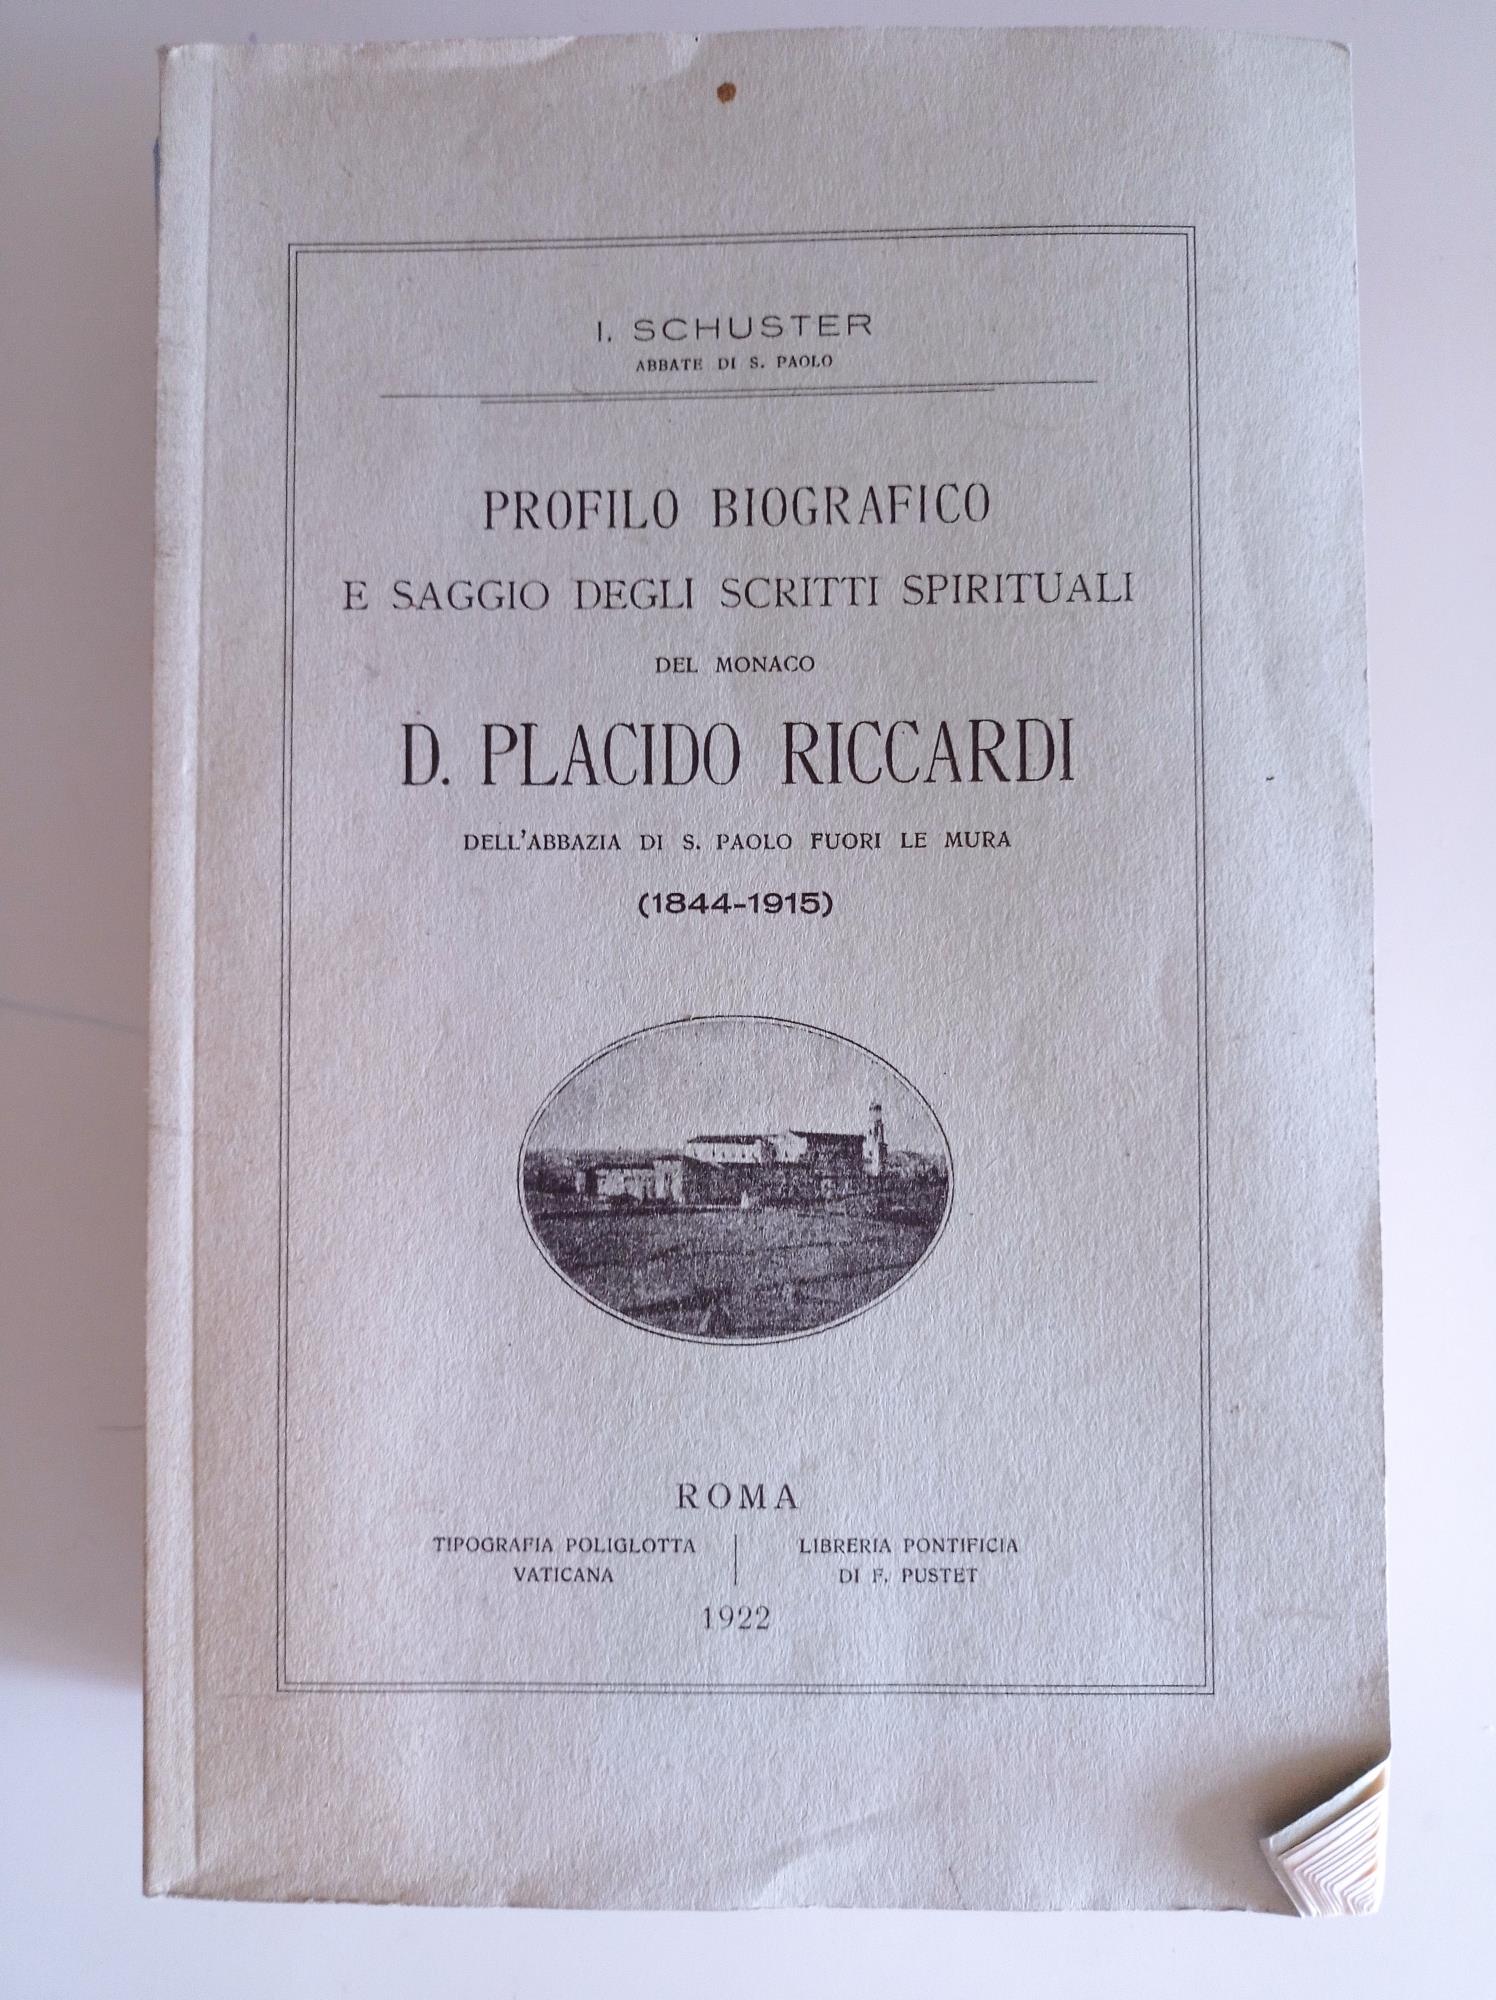 I. SCHUSTER
ABBATE DI S. PAOLO
PROFILO BIOGRAFICO
E SAGGIO DEGLI SCRITTI SPIRITUALI
DEL MONACO
D. PLACIDO RICCARDI
DELL'ABBAZIA DI S. PAOLO FUORI LE MURA
(1844-1915)
ROMA
TIPOGRAFIA POLIGLOTTA
VATICANA
LIBRERIA PONTIFICIA
DI F. PUSTET
1922